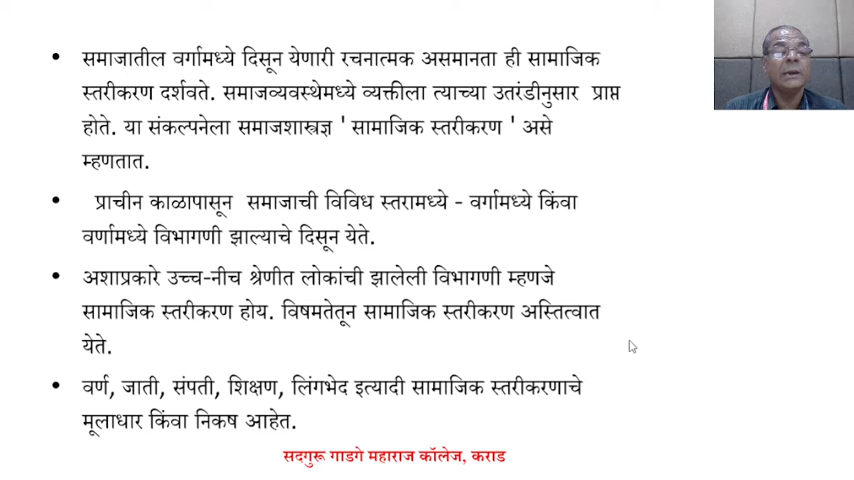 • समाजातील वर्गामध्ये दिसून येणारी रचनात्मक असमानता ही सामाजिक
स्तरीकरण दर्शवते. समाजव्यवस्थेमध्ये व्यक्तीला त्याच्या उतरंडीनुसार प्राप्त
होते. या संकल्पनेला समाजशास्त्रज्ञ ' सामाजिक स्तरीकरण ' असे
म्हणतात.
• प्राचीन काळापासून समाजाची विविध स्तरामध्ये - वर्गामध्ये किंवा
वर्णामध्ये विभागणी झाल्याचे दिसून येते.
• अशाप्रकारे उच्च-नीच श्रेणीत लोकांची झालेली विभागणी म्हणजे
सामाजिक स्तरीकरण होय. विषमतेतून सामाजिक स्तरीकरण अस्तित्वात
येते.
• वर्ण, जाती, संपती, शिक्षण, लिंगभेद इत्यादी सामाजिक स्तरीकरणाचे
मूलाधार किंवा निकष आहेत.
सदगुरू गाडगे महाराज कॉलेज, कराड